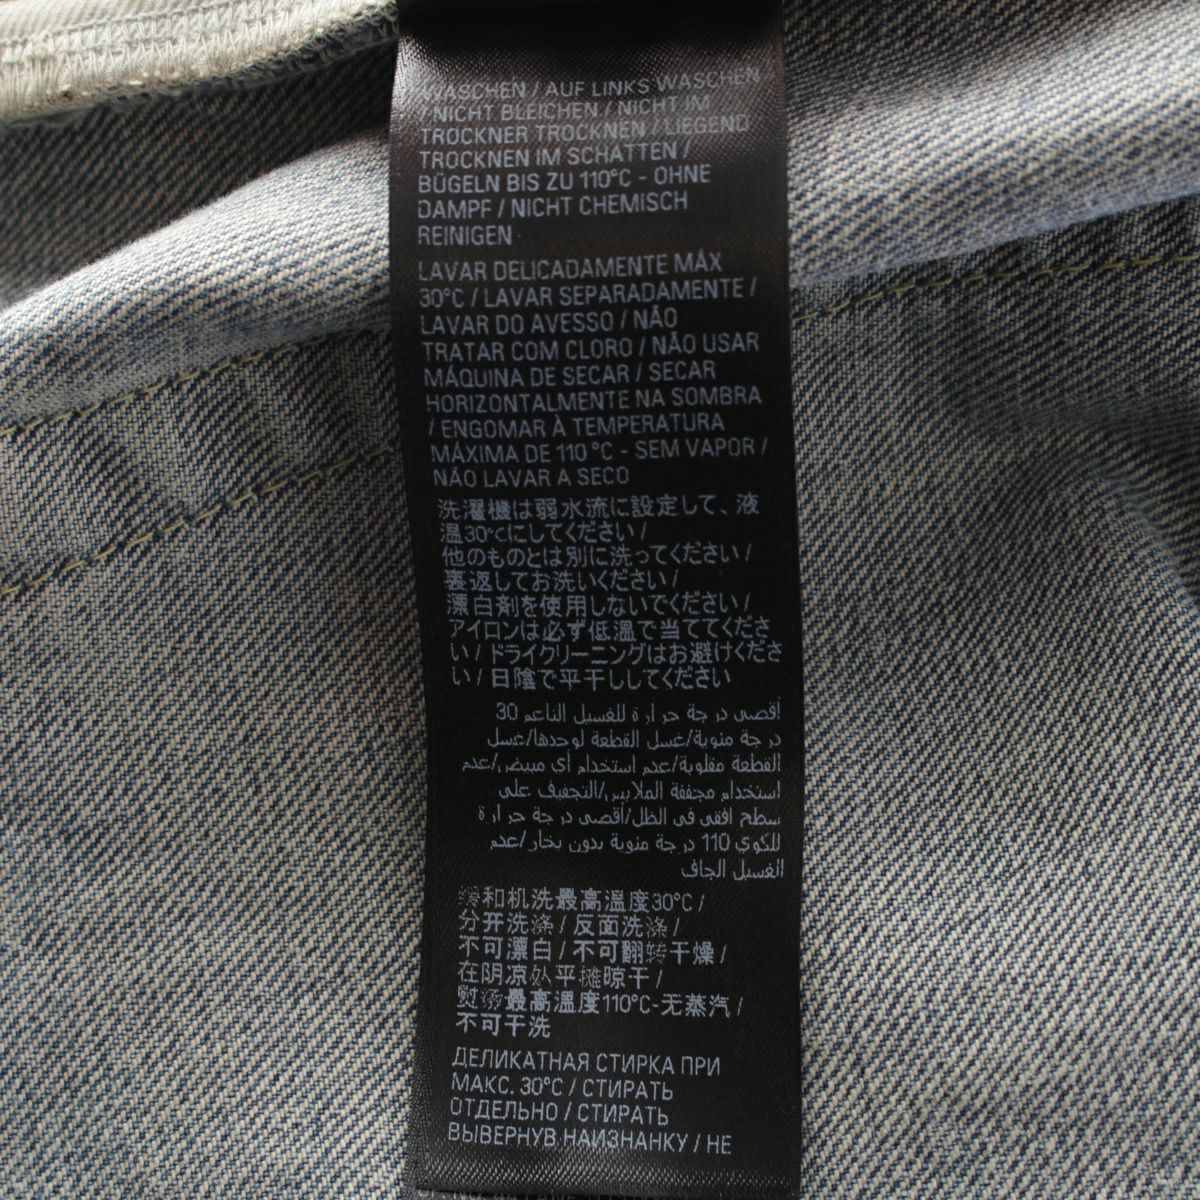 WASCHEN / AUF LINKS WASCHEN
/ NICHT BLEICHEN / NICHT IM
TROCKNER TROCKNEN / LIEGEND
TROCKNEN IM SCHATTEN /
BÜGELN BIS ZU 110°C - OHNE
DAMPF / NICHT CHEMISCH
REINIGEN
LAVAR DELICADAMENTE MÁX
30°C / LAVAR SEPARADAMENTE /
LAVAR DO AVESSO / NÃO
TRATAR COM CLORO / NÃO USAR
MÁQUINA DE SECAR / SECAR
HORIZONTALMENTE NA SOMBRA
/ ENGOMAR À TEMPERATURA
MÁXIMA DE 110 °C - SEM VAPOR /
NÃO LAVAR A SECO
洗濯機は弱水流に設定して、液
温30℃にしてください /
他のものとは別に洗ってください /
裏返してお洗いください /
漂白剤を使用しないでください /
アイロンは必ず低温で当ててくださ
い / ドライクリーニングはお避けくださ
い / 日陰で平干ししてください
أقصى درجة حرارة للغسيل الناعم 30
درجة مئوية/غسل القطعة لوحدها/غسل
القطعة مقلوبة/عدم استخدام أي مبيض/عدم
استخدام مجففة الملابس/التجفيف على
سطح افقي في الظل/أقصى درجة حرارة
للكوي 110 درجة مئوية بدون بخار/عدم
الغسيل الجاف
缓和机洗最高温度30°C /
分开洗涤 / 反面洗涤 /
不可漂白 / 不可翻转干燥 /
在阴凉处平摊晾干 /
熨烫最高温度110°C-无蒸汽 /
不可干洗
ДЕЛИКАТНАЯ СТИРКА ПРИ
МАКС. 30°C / СТИРАТЬ
ОТДЕЛЬНО / СТИРАТЬ
ВЫВЕРНУВ НАИЗНАНКУ / НЕ